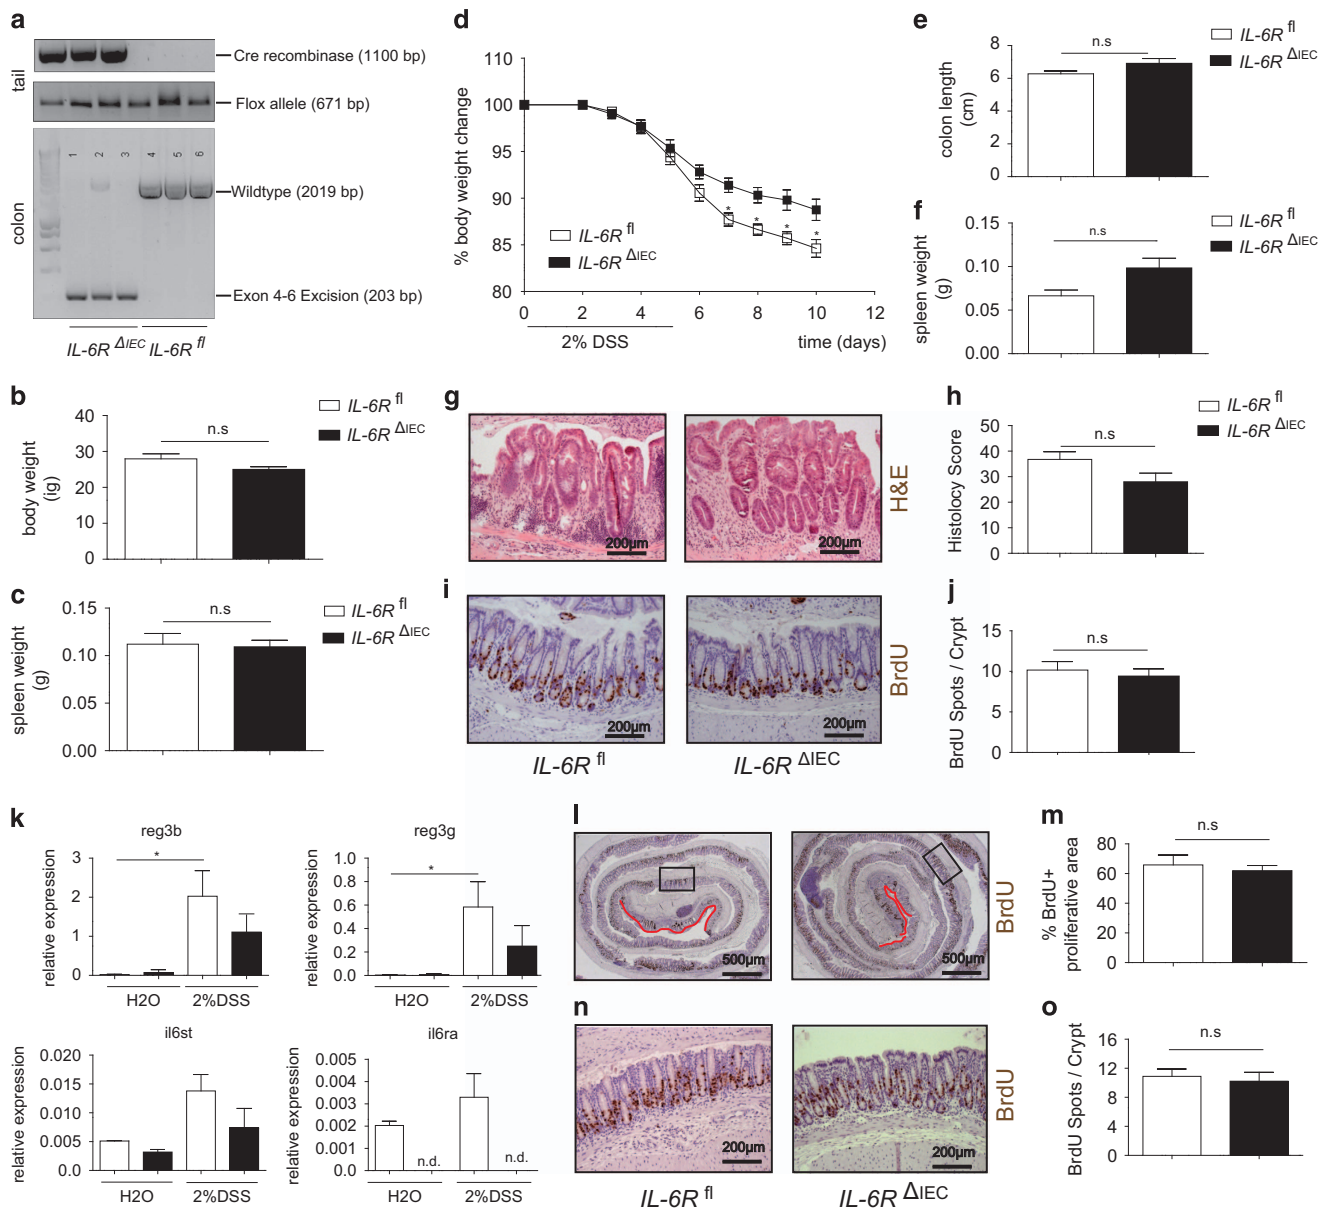 a
tail
Cre recombinase (1100 bp)
Flox allele (671 bp)
colon
1 2 3 4 5 6
Wildtype (2019 bp)
Exon 4-6 Excision (203 bp)
IL-6R ΔIEC IL-6R fl
b
body weight
(ig)
40
30
20
10
0
n.s
IL-6R fl
IL-6R ΔIEC
c
spleen weight
(g)
0.15
0.10
0.05
0.00
n.s
IL-6R fl
IL-6R ΔIEC
d
% body weight change
110
100
95
90
85
80
* * * *
IL-6R fl
IL-6R ΔIEC
0 2 4 6 8 10 12
2% DSS
time (days)
e
colon length
(cm)
8
6
4
2
0
n.s
IL-6R fl
IL-6R ΔIEC
f
spleen weight
(g)
0.15
0.10
0.05
0.00
n.s
IL-6R fl
IL-6R ΔIEC
g
200µm
200µm
H&E
h
Histolocy Score
50
40
30
20
10
0
n.s
IL-6R fl
IL-6R ΔIEC
i
200µm
200µm
BrdU
IL-6R fl
IL-6R ΔIEC
j
BrdU Spots / Crypt
15
10
5
0
n.s
k
reg3b
relative expression
3
2
1
0
*
H2O 2%DSS
reg3g
relative expression
1.0
0.8
0.6
0.4
0.2
0.0
*
H2O 2%DSS
il6st
relative expression
0.020
0.015
0.010
0.005
0.0
H2O 2%DSS
il6ra
relative expression
0.005
0.004
0.003
0.002
0.001
0.0
n.d. n.d.
H2O 2%DSS
l
500µm
500µm
BrdU
m
% BrdU+
proliferative area
80
60
40
20
0
n.s
n
200µm
200µm
BrdU
IL-6R fl
IL-6R ΔIEC
o
BrdU Spots / Crypt
16
12
8
4
0
n.s